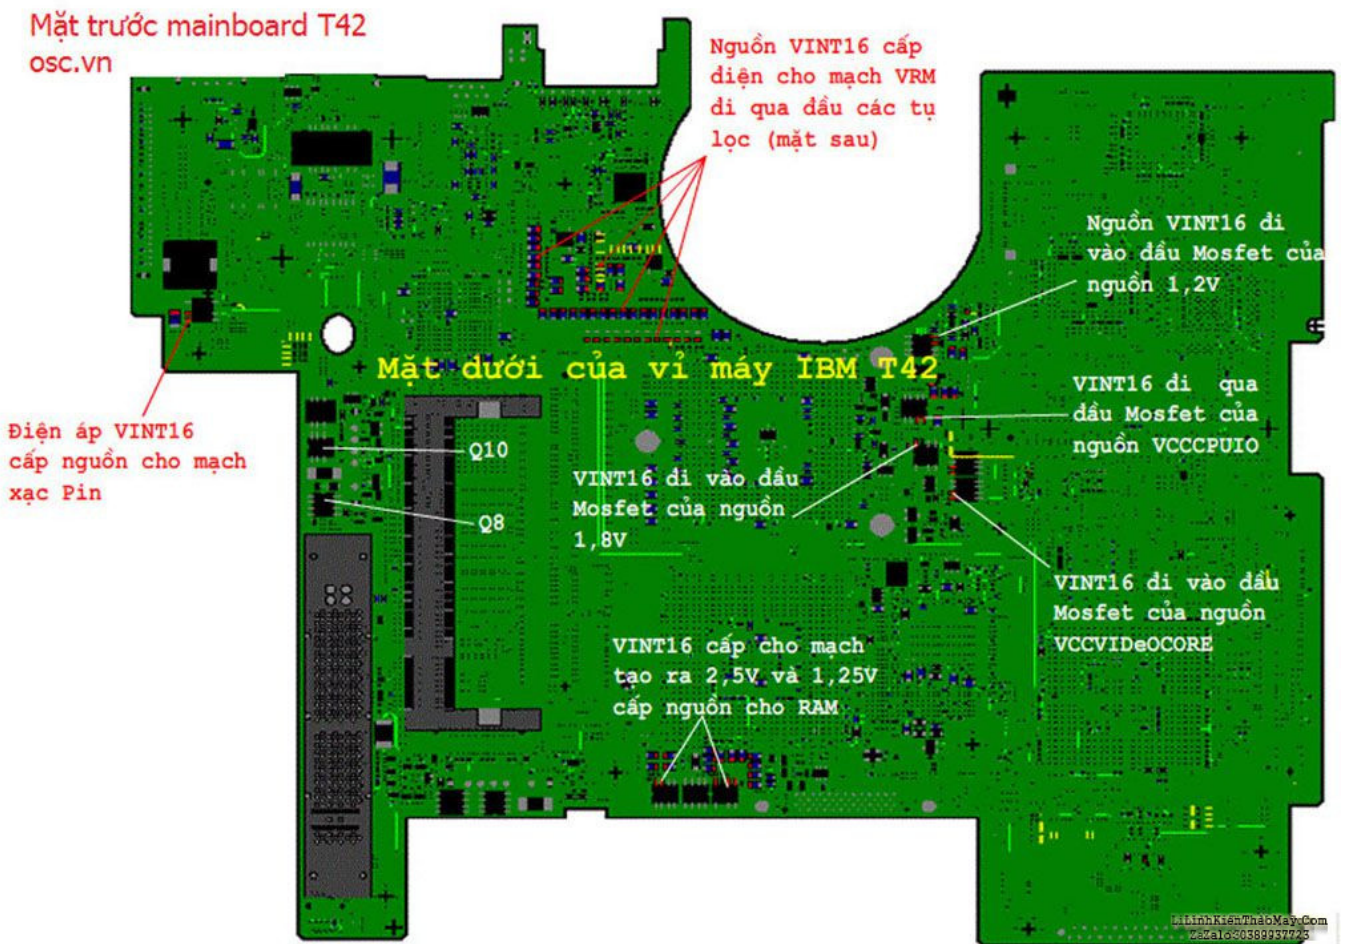 Mặt trước mainboard T42
osc.vn
Nguồn VINT16 cấp
điện cho mạch VRM
đi qua đầu các tụ
lọc (mặt sau)
Nguồn VINT16 đi
vào đầu Mosfet của
nguồn 1,2V
Mặt dưới của vỉ máy IBM T42
VINT16 đi qua
đầu Mosfet của
nguồn VCCCPUIO
Điện áp VINT16
cấp nguồn cho mạch
xạc Pin
Q10
Q8
VINT16 đi vào đầu
Mosfet của nguồn
1,8V
VINT16 đi vào đầu
Mosfet của nguồn
VCCVIDeOCORE
VINT16 cấp cho mạch
tạo ra 2,5V và 1,25V
cấp nguồn cho RAM